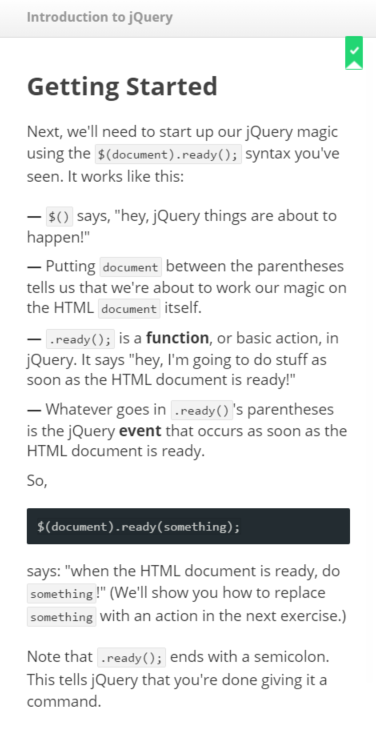 Introduction to jQuery
Getting Started
Next, we'll need to start up our jQuery magic
using the $(document).ready(); syntax you've
seen. It works like this:
— $() says, "hey, jQuery things are about to
happen!"
— Putting document between the parentheses
tells us that we're about to work our magic on
the HTML document itself.
— .ready(); is a function, or basic action, in
jQuery. It says "hey, I'm going to do stuff as
soon as the HTML document is ready!"
— Whatever goes in .ready()'s parentheses
is the jQuery event that occurs as soon as the
HTML document is ready.
So,
$(document).ready(something);
says: "when the HTML document is ready, do
something!" (We'll show you how to replace
something with an action in the next exercise.)
Note that .ready(); ends with a semicolon.
This tells jQuery that you're done giving it a
command.